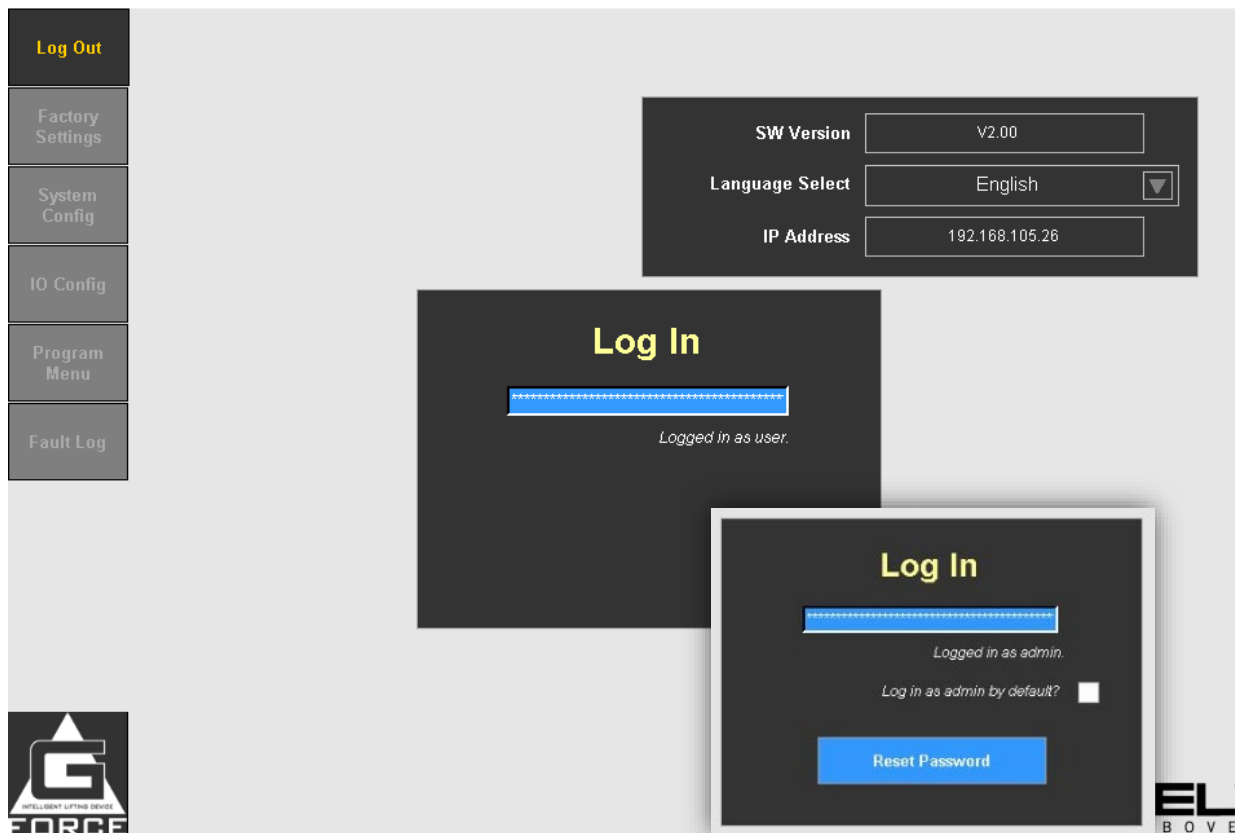 Log Out
Factory
Settings
System
Config
IO Config
Program
Menu
Fault Log
SW Version V2.00
Language Select English
IP Address 192.168.105.26
Log In
*******************************************
Logged in as user.
Log In
*******************************************
Logged in as admin.
Log in as admin by default?
Reset Password
G
INTELLIGENT LIFTING DEVICE
FORCE